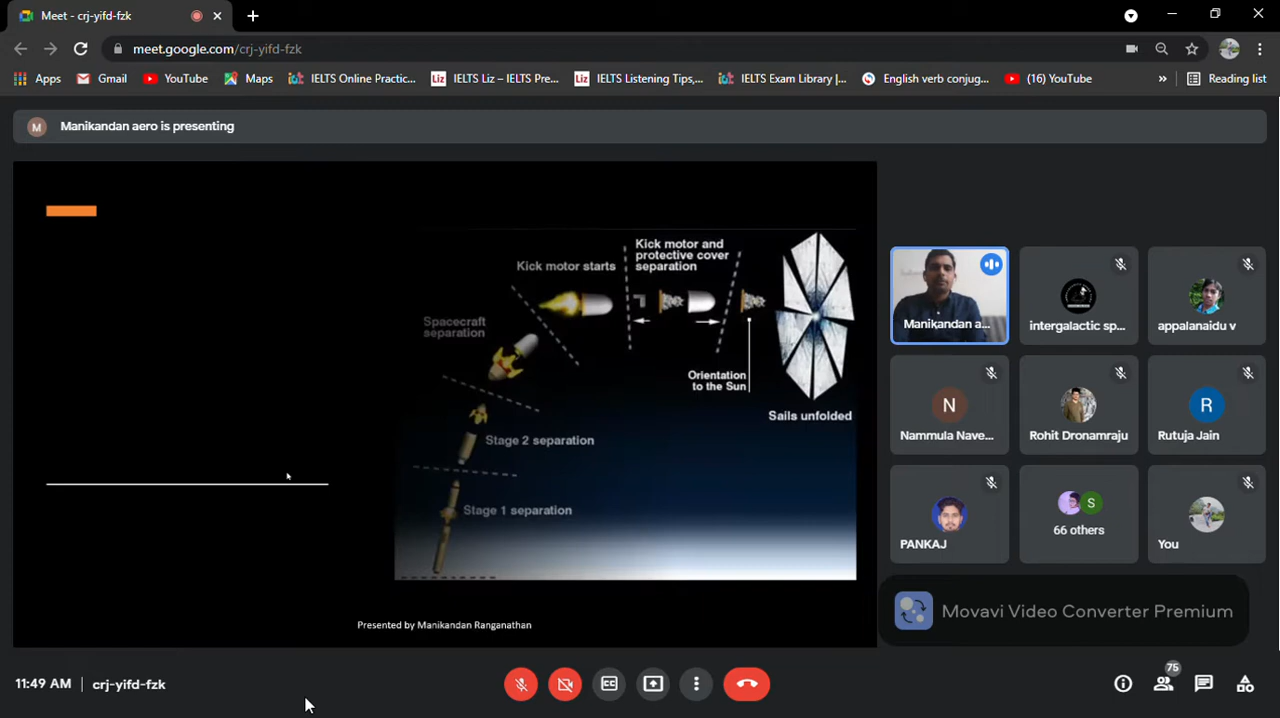 Meet - crj-yifd-fzk
meet.google.com/crj-yifd-fzk
Apps
Gmail
YouTube
Maps
IELTS Online Practic...
Liz
IELTS Liz – IELTS Pre...
Liz
IELTS Listening Tips,...
IELTS Exam Library |...
English verb conjug...
(16) YouTube
»
Reading list
M
Manikandan aero is presenting
Kick motor and
protective cover
separation
Kick motor starts
Spacecraft
separation
Orientation
to the Sun
Sails unfolded
Stage 2 separation
Stage 1 separation
Presented by Manikandan Ranganathan
Manikandan a...
intergalactic sp...
appalanaidu v
N
Nammula Nave...
Rohit Dronamraju
R
Rutuja Jain
PANKAJ
S
66 others
You
Movavi Video Converter Premium
11:49 AM | crj-yifd-fzk
CC
75